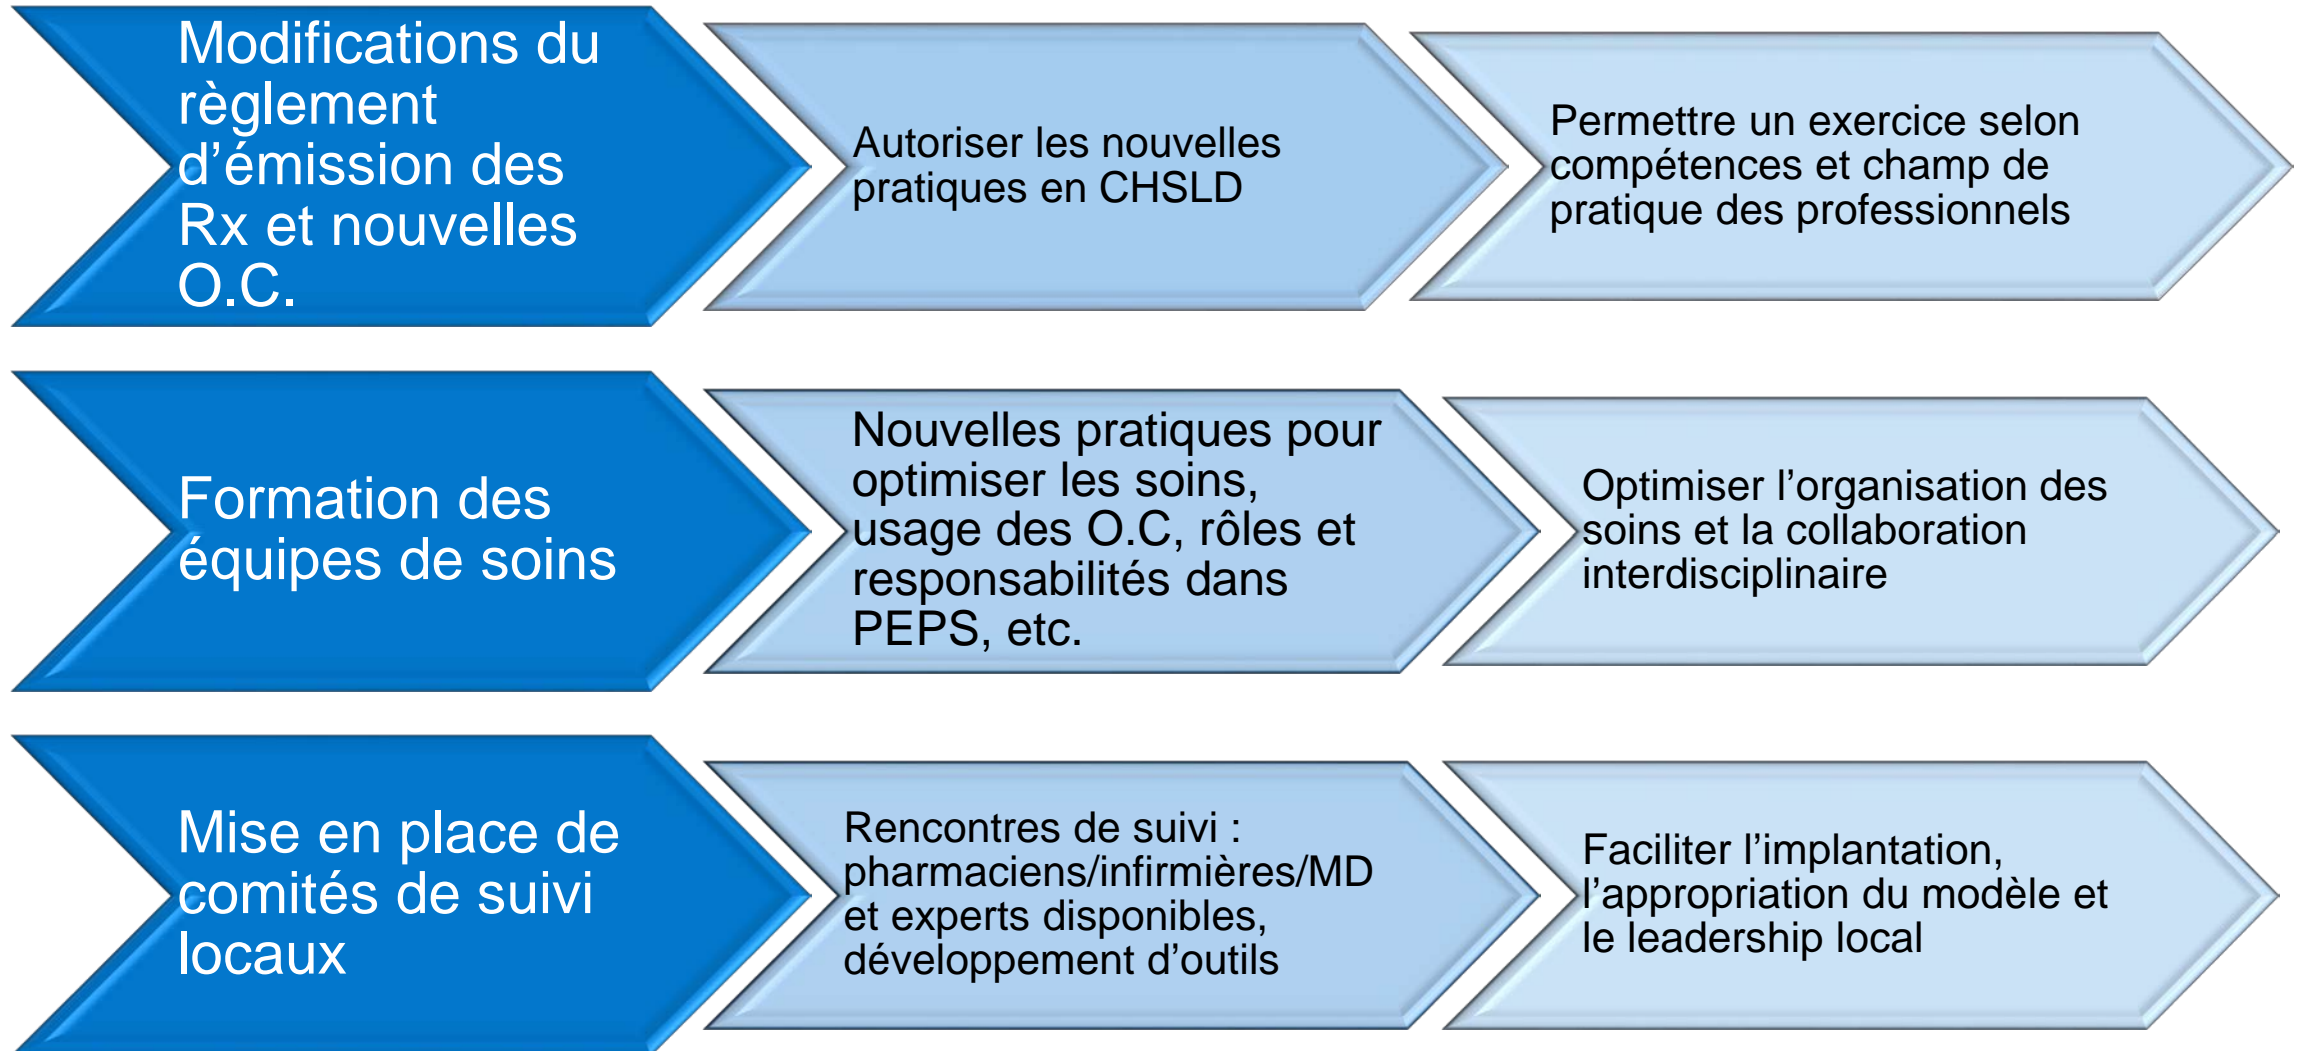 Modifications du
règlement
d’émission des
Rx et nouvelles
O.C.
Autoriser les nouvelles
pratiques en CHSLD
Permettre un exercice selon
compétences et champ de
pratique des professionnels
Formation des
équipes de soins
Nouvelles pratiques pour
optimiser les soins,
usage des O.C, rôles et
responsabilités dans
PEPS, etc.
Optimiser l’organisation des
soins et la collaboration
interdisciplinaire
Mise en place de
comités de suivi
locaux
Rencontres de suivi :
pharmaciens/infirmières/MD
et experts disponibles,
développement d’outils
Faciliter l’implantation,
l’appropriation du modèle et
le leadership local